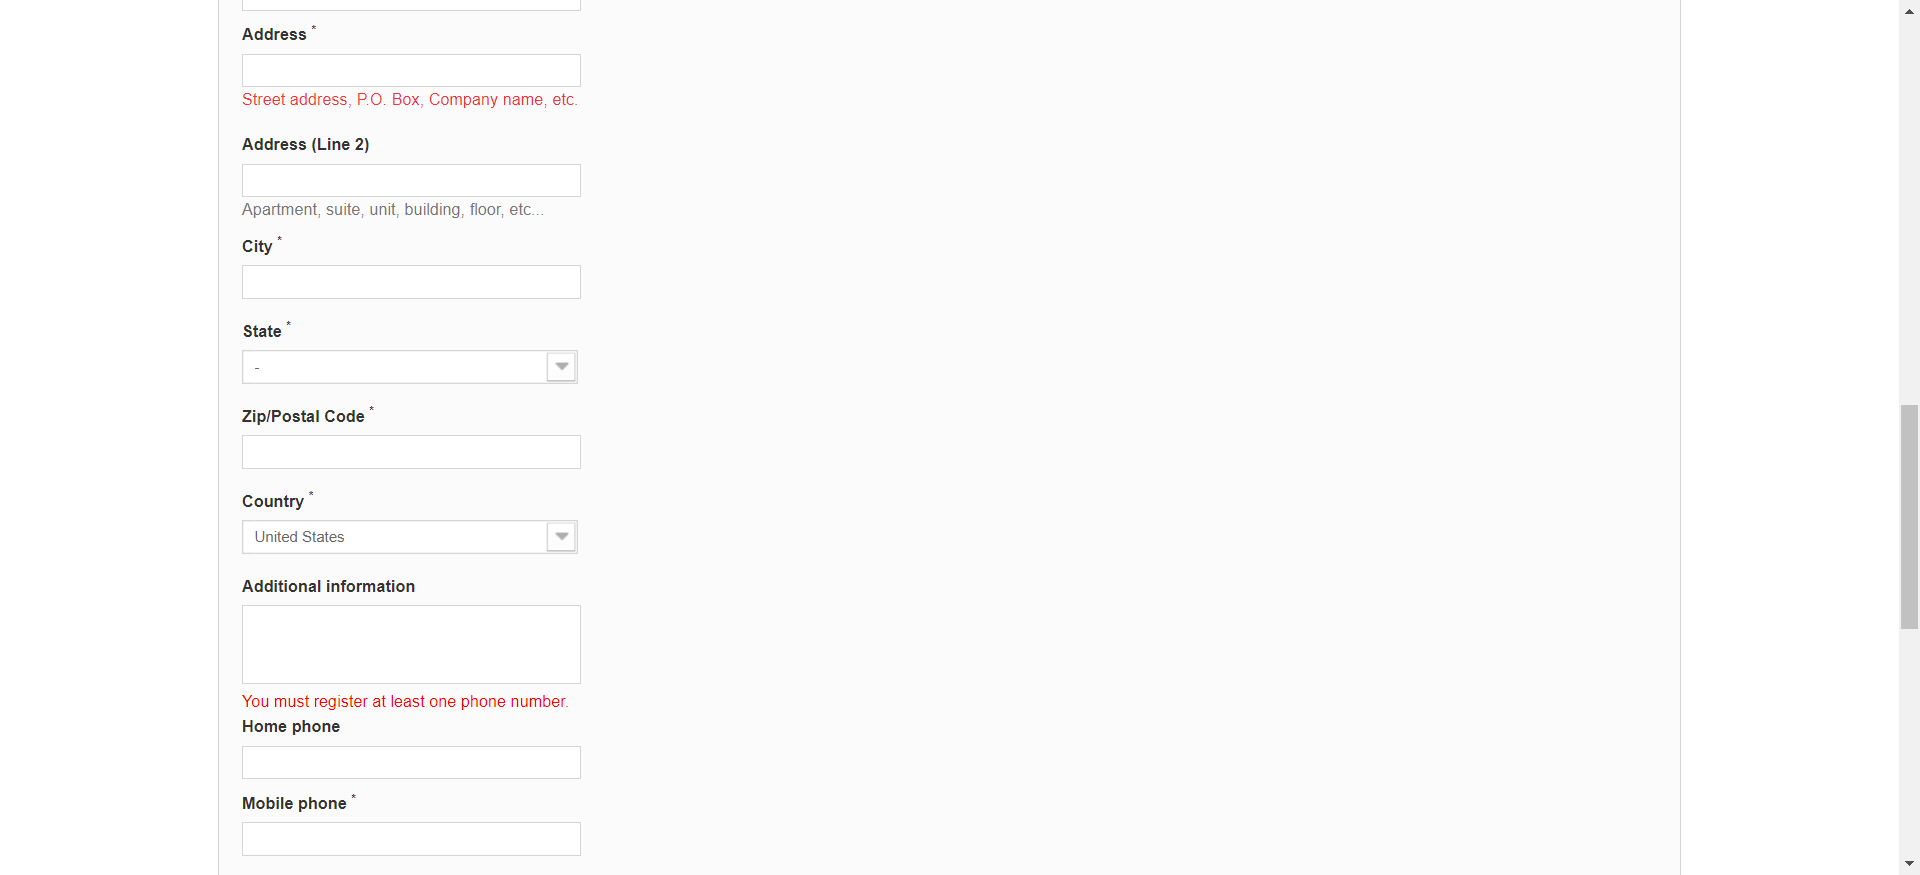 Address *
Street address, P.O. Box, Company name, etc.
Address (Line 2)
Apartment, suite, unit, building, floor, etc...
City *
State *
-
Zip/Postal Code *
Country *
United States
Additional information
You must register at least one phone number.
Home phone
Mobile phone *